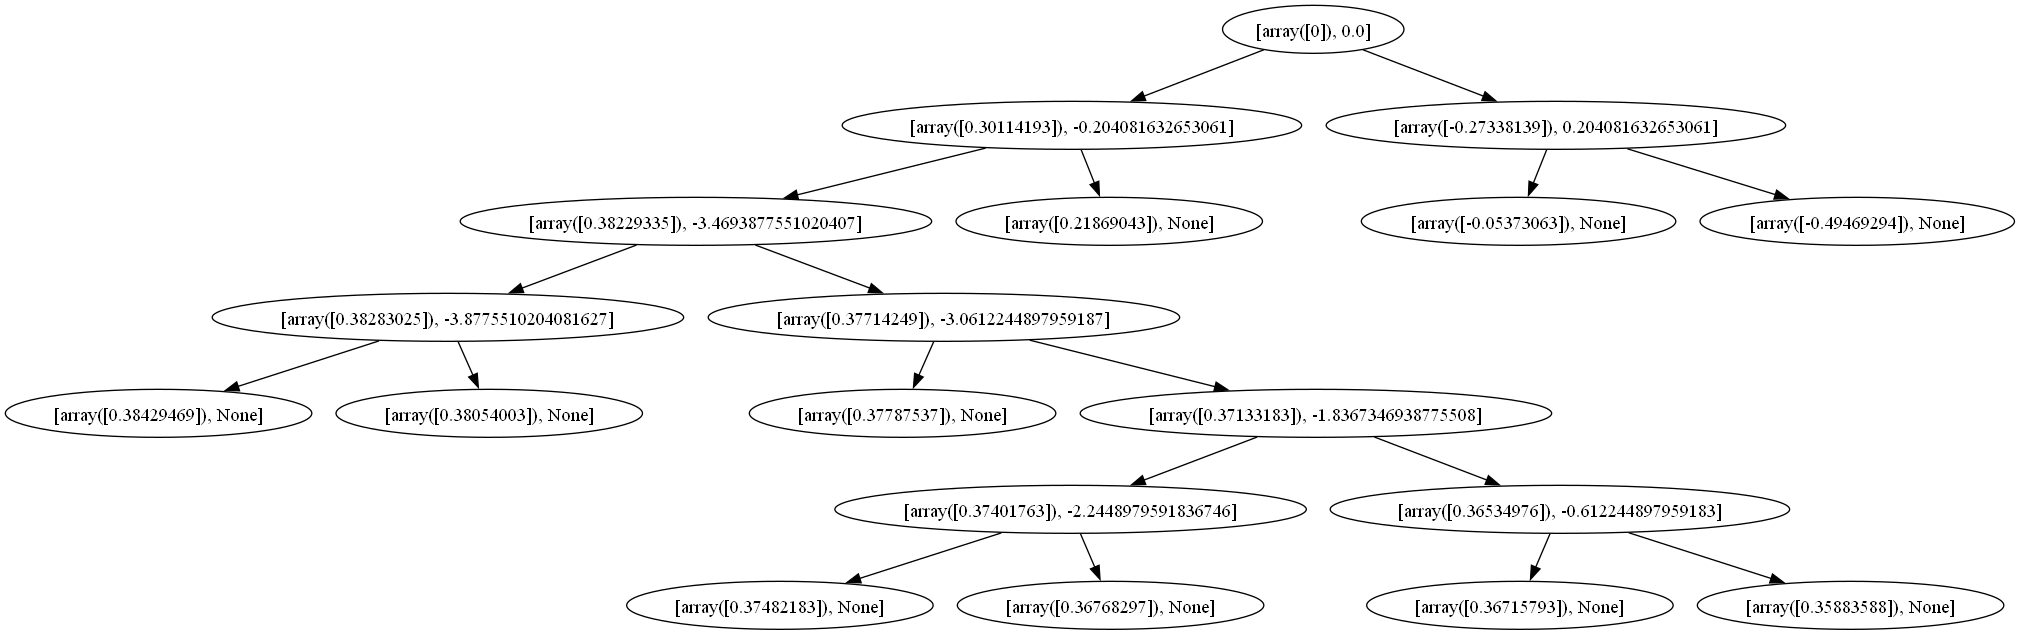 [array([0]), 0.0]
[array([0.30114193]), -0.204081632653061]
[array([-0.27338139]), 0.204081632653061]
[array([0.38229335]), -3.4693877551020407]
[array([0.21869043]), None]
[array([-0.05373063]), None]
[array([-0.49469294]), None]
[array([0.38283025]), -3.8775510204081627]
[array([0.37714249]), -3.0612244897959187]
[array([0.38429469]), None]
[array([0.38054003]), None]
[array([0.37787537]), None]
[array([0.37133183]), -1.8367346938775508]
[array([0.37401763]), -2.2448979591836746]
[array([0.36534976]), -0.612244897959183]
[array([0.37482183]), None]
[array([0.36768297]), None]
[array([0.36715793]), None]
[array([0.35883588]), None]